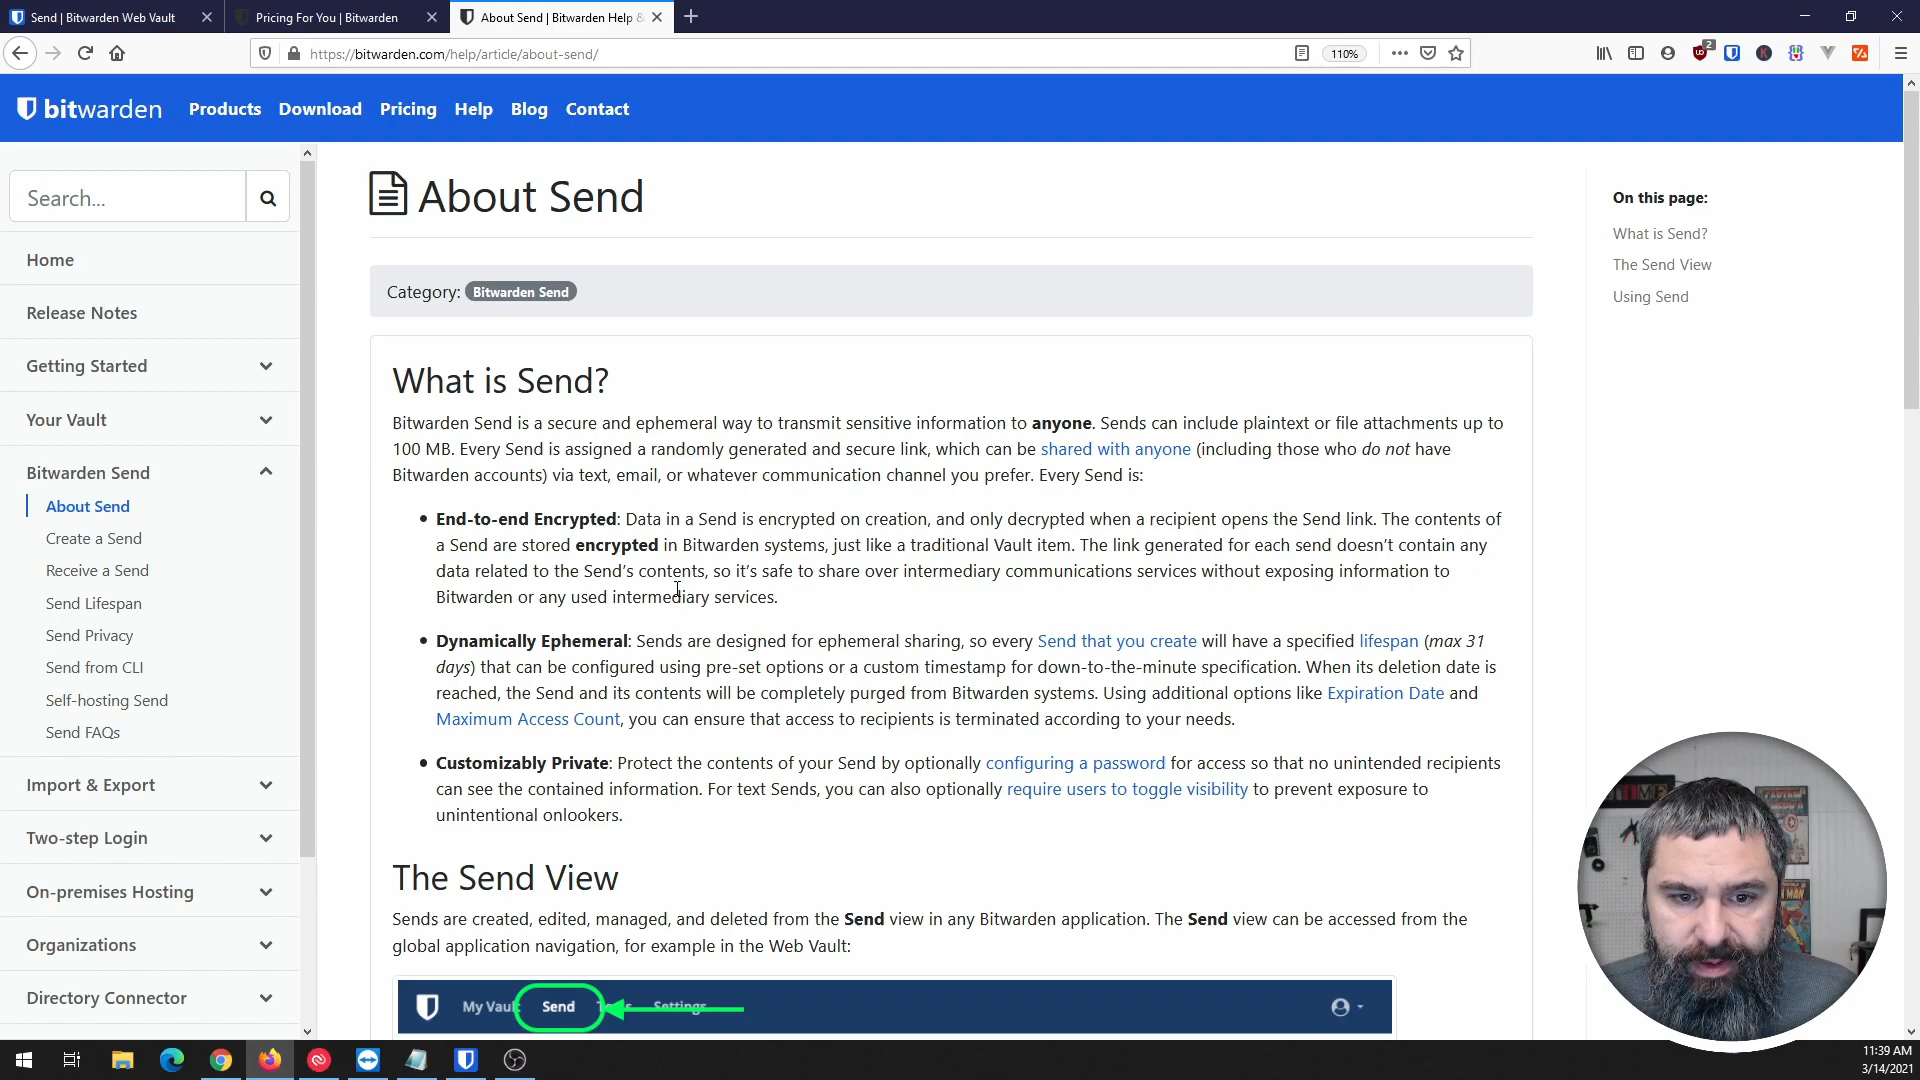 Send | Bitwarden Web Vault
Pricing For You | Bitwarden
About Send | Bitwarden Help &
https://bitwarden.com/help/article/about-send/
110%
2
bitwarden
Products
Download
Pricing
Help
Blog
Contact
Search...
Home
Release Notes
Getting Started
Your Vault
Bitwarden Send
About Send
Create a Send
Receive a Send
Send Lifespan
Send Privacy
Send from CLI
Self-hosting Send
Send FAQs
Import & Export
Two-step Login
On-premises Hosting
Organizations
Directory Connector
About Send
Category: Bitwarden Send
What is Send?
Bitwarden Send is a secure and ephemeral way to transmit sensitive information to anyone. Sends can include plaintext or file attachments up to
100 MB. Every Send is assigned a randomly generated and secure link, which can be shared with anyone (including those who do not have
Bitwarden accounts) via text, email, or whatever communication channel you prefer. Every Send is:
• End-to-end Encrypted: Data in a Send is encrypted on creation, and only decrypted when a recipient opens the Send link. The contents of
a Send are stored encrypted in Bitwarden systems, just like a traditional Vault item. The link generated for each send doesn’t contain any
data related to the Send’s contents, so it’s safe to share over intermediary communications services without exposing information to
Bitwarden or any used intermediary services.
• Dynamically Ephemeral: Sends are designed for ephemeral sharing, so every Send that you create will have a specified lifespan (max 31
days) that can be configured using pre-set options or a custom timestamp for down-to-the-minute specification. When its deletion date is
reached, the Send and its contents will be completely purged from Bitwarden systems. Using additional options like Expiration Date and
Maximum Access Count, you can ensure that access to recipients is terminated according to your needs.
• Customizably Private: Protect the contents of your Send by optionally configuring a password for access so that no unintended recipients
can see the contained information. For text Sends, you can also optionally require users to toggle visibility to prevent exposure to
unintentional onlookers.
The Send View
Sends are created, edited, managed, and deleted from the Send view in any Bitwarden application. The Send view can be accessed from the
global application navigation, for example in the Web Vault:
My Vault
Send
Settings
On this page:
What is Send?
The Send View
Using Send
11:39 AM
3/14/2021